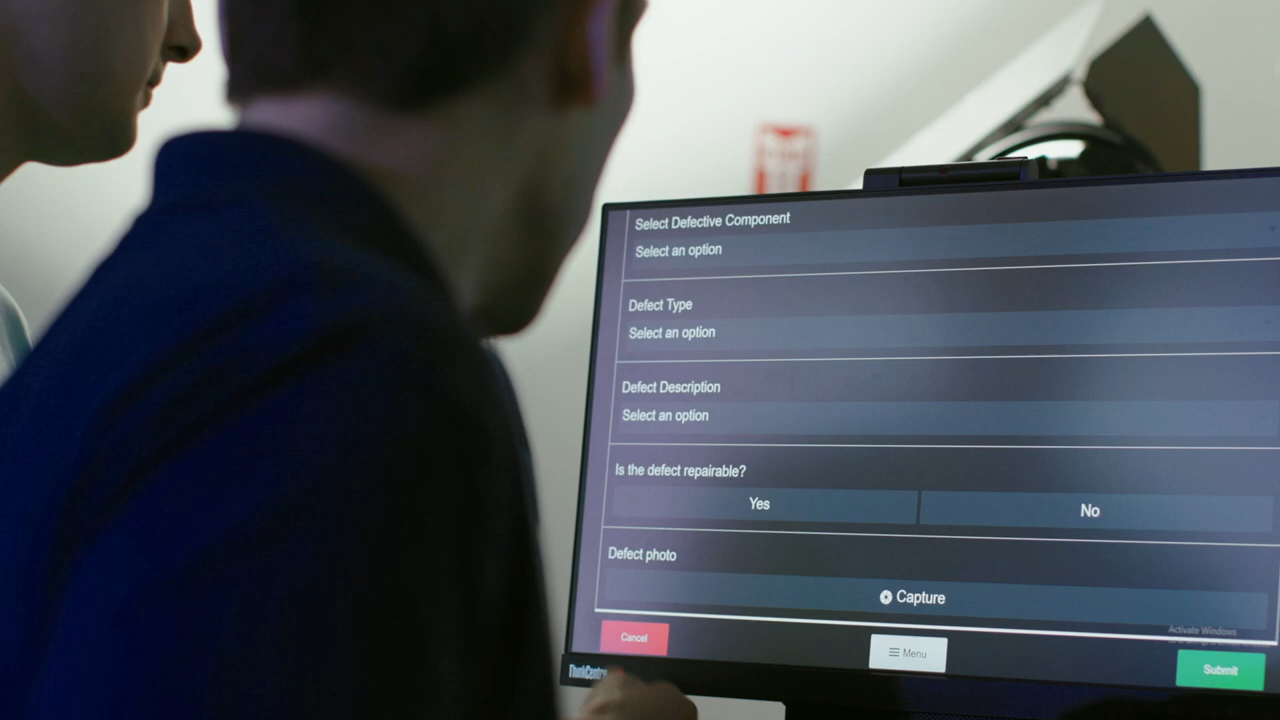 Select Defective Component
Select an option
Defect Type
Select an option
Defect Description
Select an option
Is the defect repairable?
Yes No
Defect photo
Capture
Activate Windows
Cancel
Menu
Submit